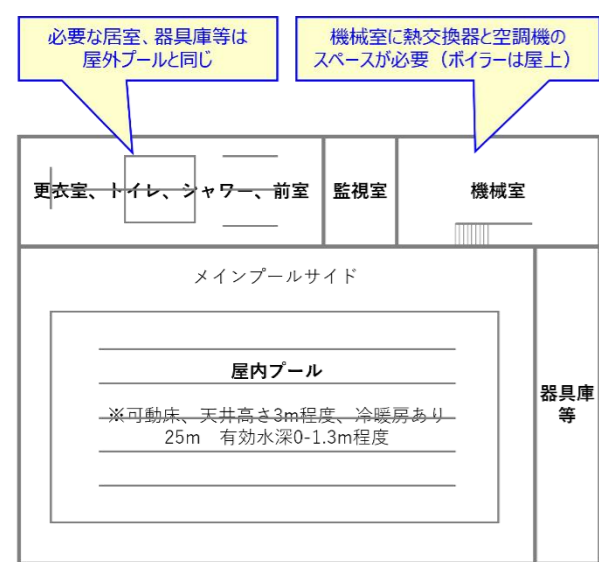 必要な居室、器具庫等は
屋外プールと同じ
機械室に熱交換器と空調機の
スペースが必要（ボイラーは屋上）
更衣室、トイレ、シャワー、前室
監視室
機械室
メインプールサイド
屋内プール
※可動床、天井高さ3m程度、冷暖房あり
25m　有効水深0-1.3m程度
器具庫
等